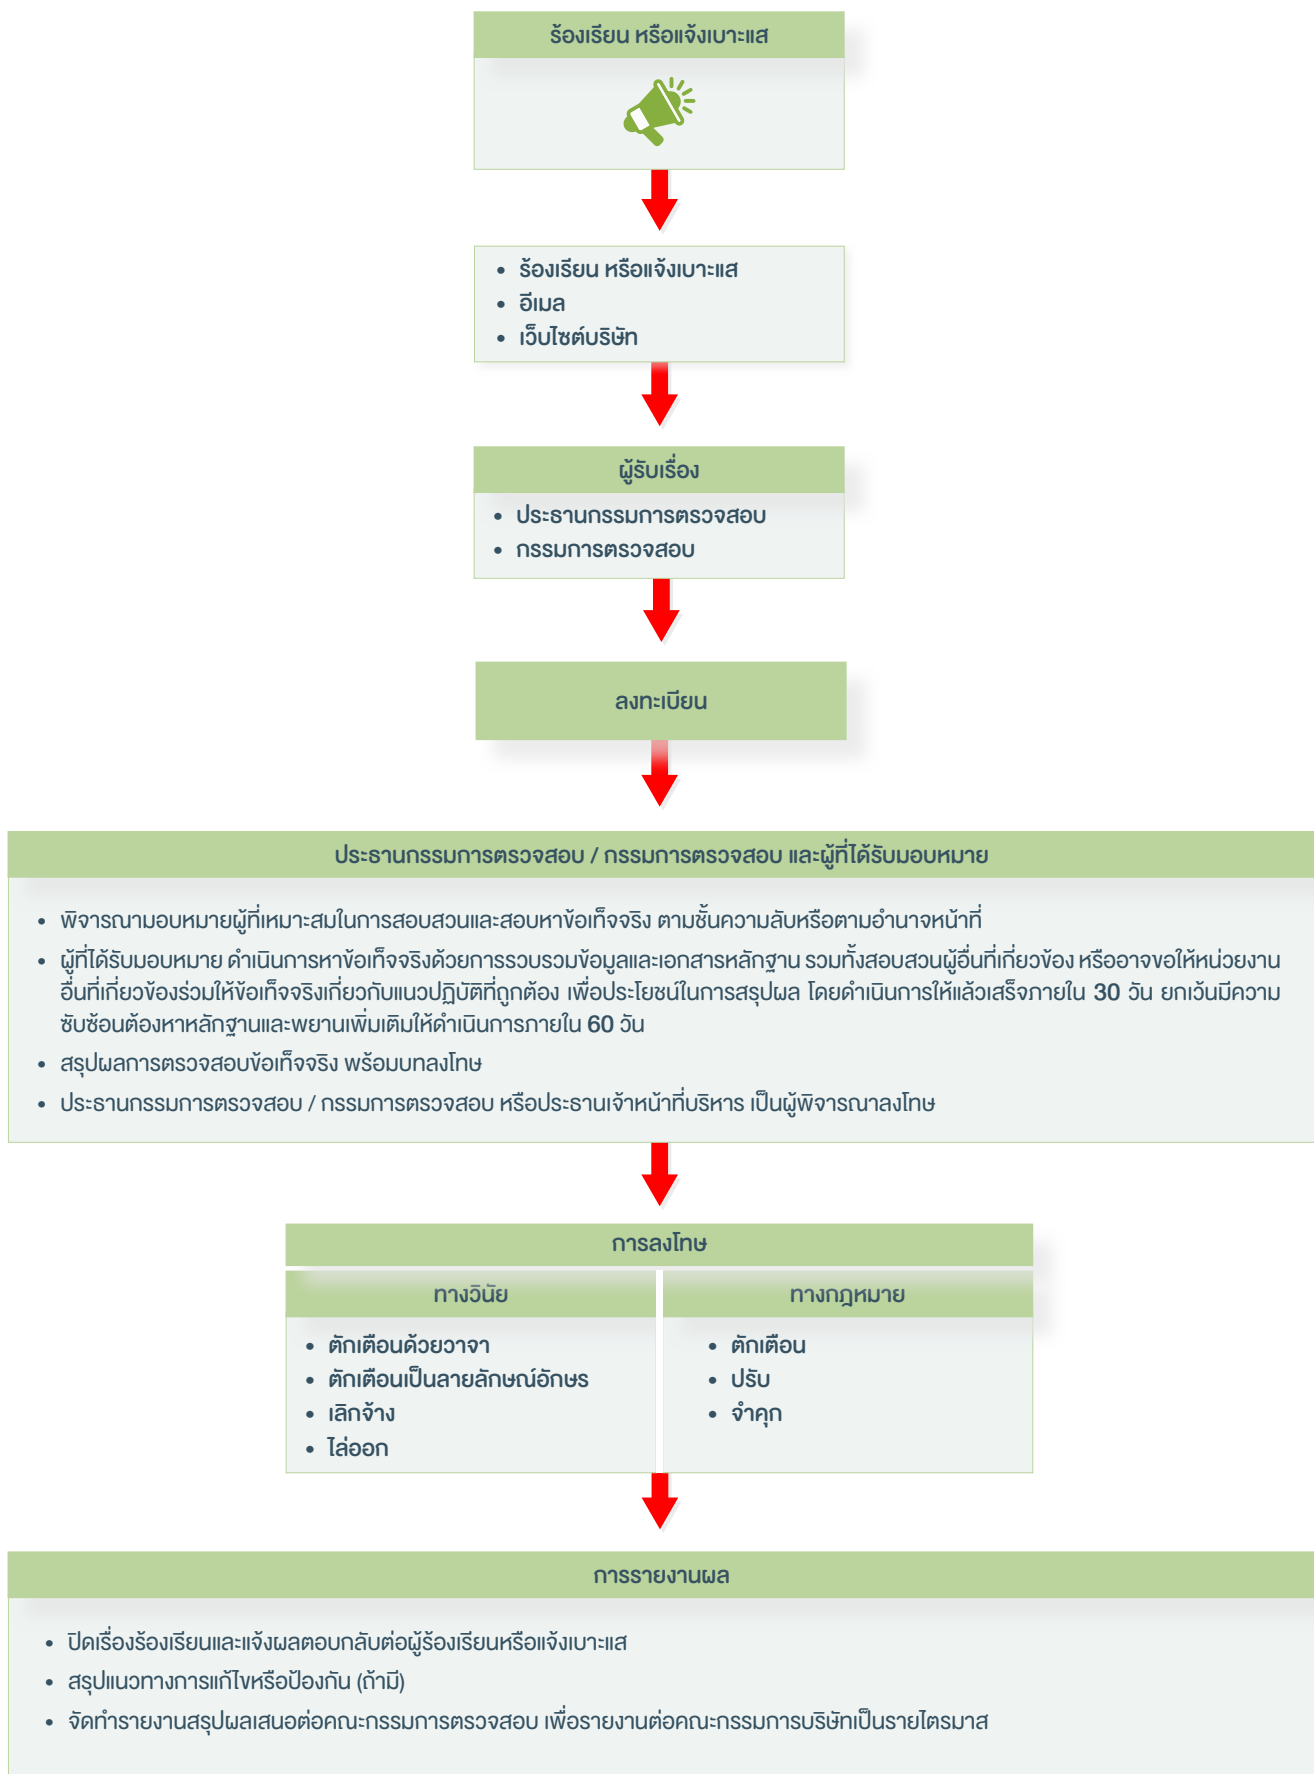 ร้องเรียน หรือแจ้งเบาะแส
• ร้องเรียน หรือแจ้งเบาะแส
• อีเมล
• เว็บไซต์บริษัท
ผู้รับเรื่อง
• ประธานกรรมการตรวจสอบ
• กรรมการตรวจสอบ
ลงทะเบียน
ประธานกรรมการตรวจสอบ / กรรมการตรวจสอบ และผู้ที่ได้รับมอบหมาย
• พิจารณามอบหมายผู้ที่เหมาะสมในการสอบสวนและสอบหาข้อเท็จจริง ตามชั้นความลับหรือตามอำนาจหน้าที่
• ผู้ที่ได้รับมอบหมาย ดำเนินการหาข้อเท็จจริงด้วยการรวบรวมข้อมูลและเอกสารหลักฐาน รวมทั้งสอบสวนผู้อื่นที่เกี่ยวข้อง หรืออาจขอให้หน่วยงาน
อื่นที่เกี่ยวข้องร่วมให้ข้อเท็จจริงเกี่ยวกับแนวปฏิบัติที่ถูกต้อง เพื่อประโยชน์ในการสรุปผล โดยดำเนินการให้แล้วเสร็จภายใน 30 วัน ยกเว้นมีความ
ซับซ้อนต้องหาหลักฐานและพยานเพิ่มเติมให้ดำเนินการภายใน 60 วัน
• สรุปผลการตรวจสอบข้อเท็จจริง พร้อมบทลงโทษ
• ประธานกรรมการตรวจสอบ / กรรมการตรวจสอบ หรือประธานเจ้าหน้าที่บริหาร เป็นผู้พิจารณาลงโทษ
การลงโทษ
ทางวินัย
• ตักเตือนด้วยวาจา
• ตักเตือนเป็นลายลักษณ์อักษร
• เลิกจ้าง
• ไล่ออก
ทางกฎหมาย
• ตักเตือน
• ปรับ
• จำคุก
การรายงานผล
• ปิดเรื่องร้องเรียนและแจ้งผลตอบกลับต่อผู้ร้องเรียนหรือแจ้งเบาะแส
• สรุปแนวทางการแก้ไขหรือป้องกัน (ถ้ามี)
• จัดทำรายงานสรุปผลเสนอต่อคณะกรรมการตรวจสอบ เพื่อรายงานต่อคณะกรรมการบริษัทเป็นรายไตรมาส